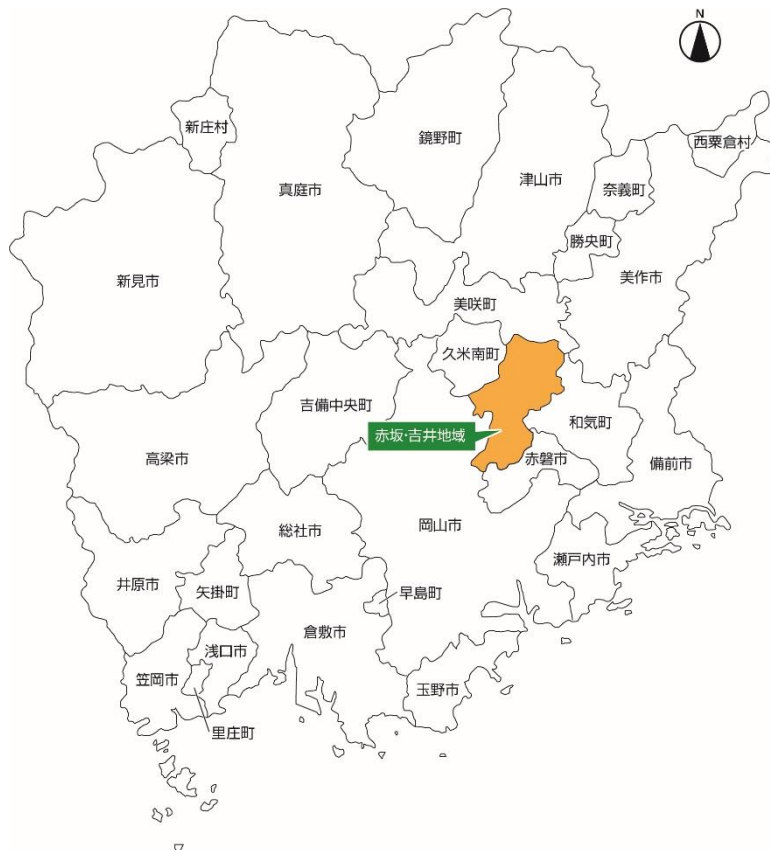 N
新庄村
鏡野町
西粟倉村
真庭市
津山市
奈義町
勝央町
新見市
美作市
美咲町
久米南町
吉備中央町
和気町
赤坂・吉井地域
高梁市
赤磐市
備前市
総社市
岡山市
瀬戸内市
井原市
矢掛町
早島町
倉敷市
浅口市
笠岡市
玉野市
里庄町